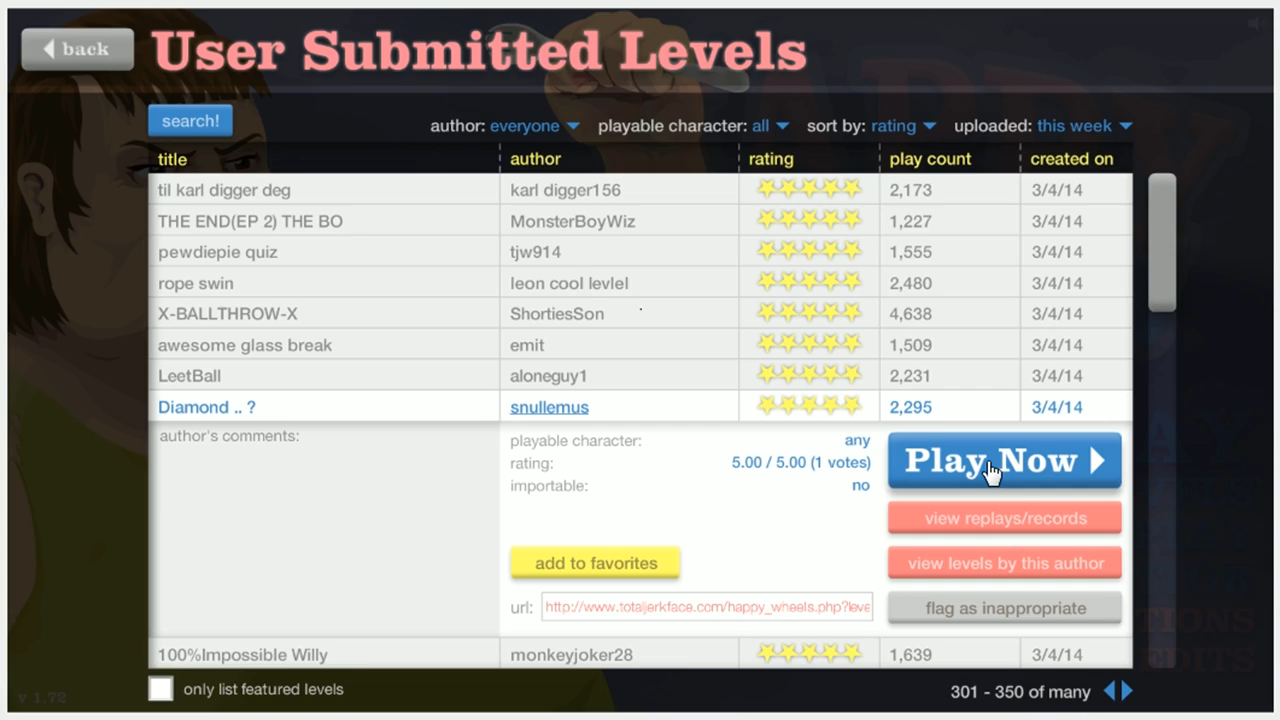 back
User Submitted Levels
search!
author: everyone playable character: all sort by: rating uploaded: this week
title author rating play count created on
til karl digger deg karl digger156 2,173 3/4/14
THE END(EP 2) THE BO MonsterBoyWiz 1,227 3/4/14
pewdiepie quiz tjw914 1,555 3/4/14
rope swin leon cool levlel 2,480 3/4/14
X-BALLTHROW-X ShortiesSon 4,638 3/4/14
awesome glass break emit 1,509 3/4/14
LeetBall aloneguy1 2,231 3/4/14
Diamond .. ? snullemus 2,295 3/4/14
author's comments:
playable character: any
rating: 5.00 / 5.00 (1 votes)
importable: no
Play Now
view replays/records
add to favorites
view levels by this author
url: http://www.totaljerkface.com/happy_wheels.php?leve
flag as inappropriate
100%Impossible Willy monkeyjoker28 1,639 3/4/14
only list featured levels
301 - 350 of many
v 1.72